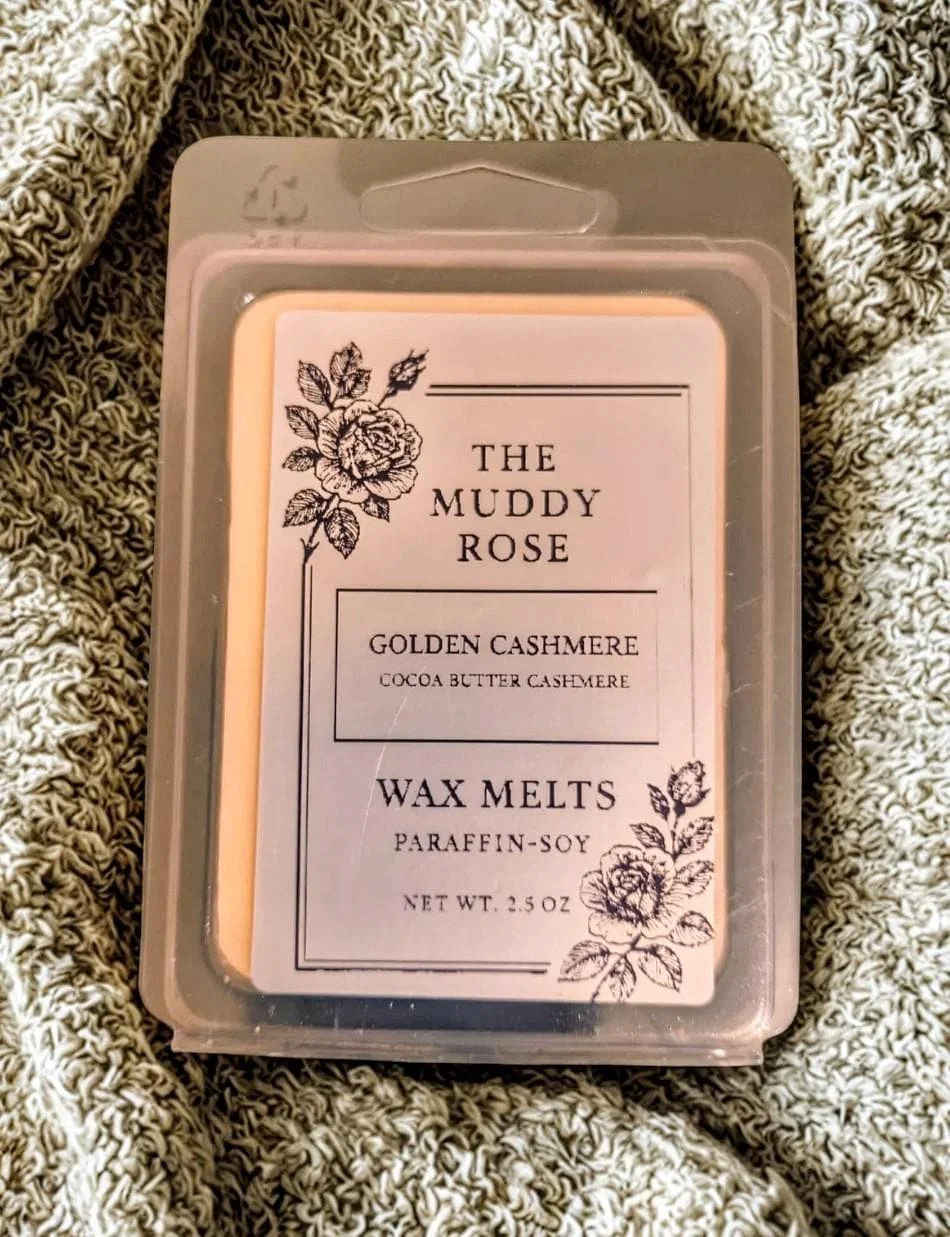 THE
MUDDY
ROSE
GOLDEN CASHMERE
COCOA BUTTER CASHMERE
WAX MELTS
PARAFFIN-SOY
NET WT. 2.5 OZ